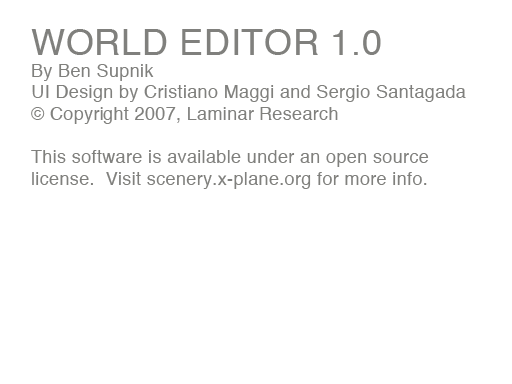 WORLD EDITOR 1.0
By Ben Supnik
UI Design by Cristiano Maggi and Sergio Santagada
© Copyright 2007, Laminar Research
This software is available under an open source
license.  Visit scenery.x-plane.org for more info.